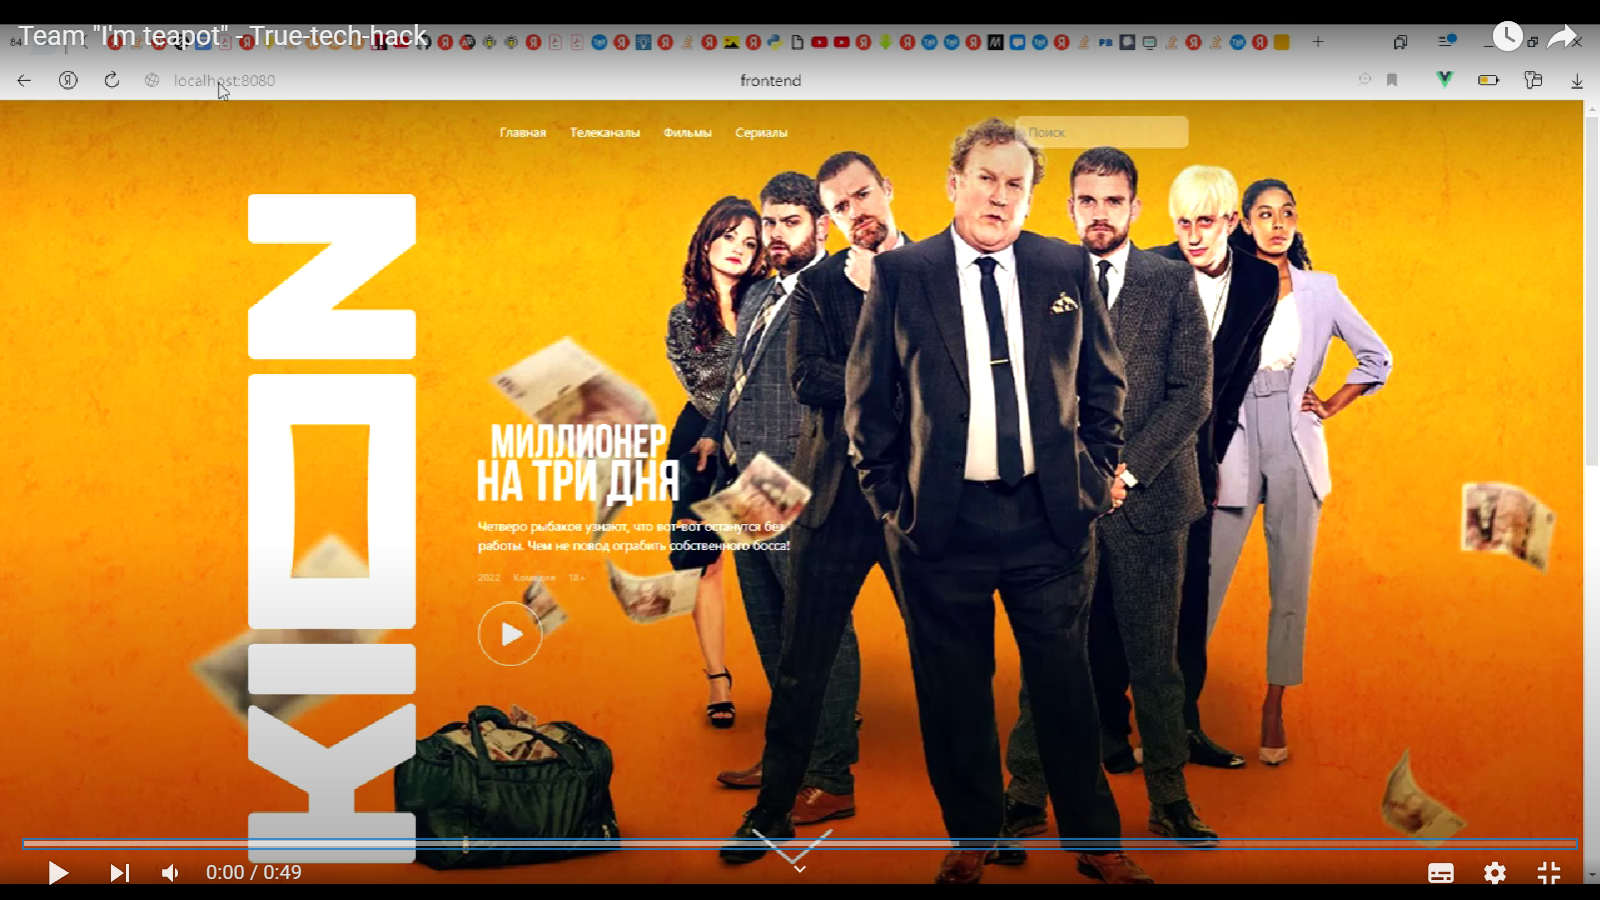 Team "I'm teapot" - True-tech-hack
84
localhost:8080
frontend
Главная Телеканалы Фильмы Сериалы
Поиск
KION
МИЛЛИОНЕР
НА ТРИ ДНЯ
Четверо рыбаков узнают, что вот-вот останутся без
работы. Чем не повод ограбить собственного босса!
2022 Комедия 18+
0:00 / 0:49